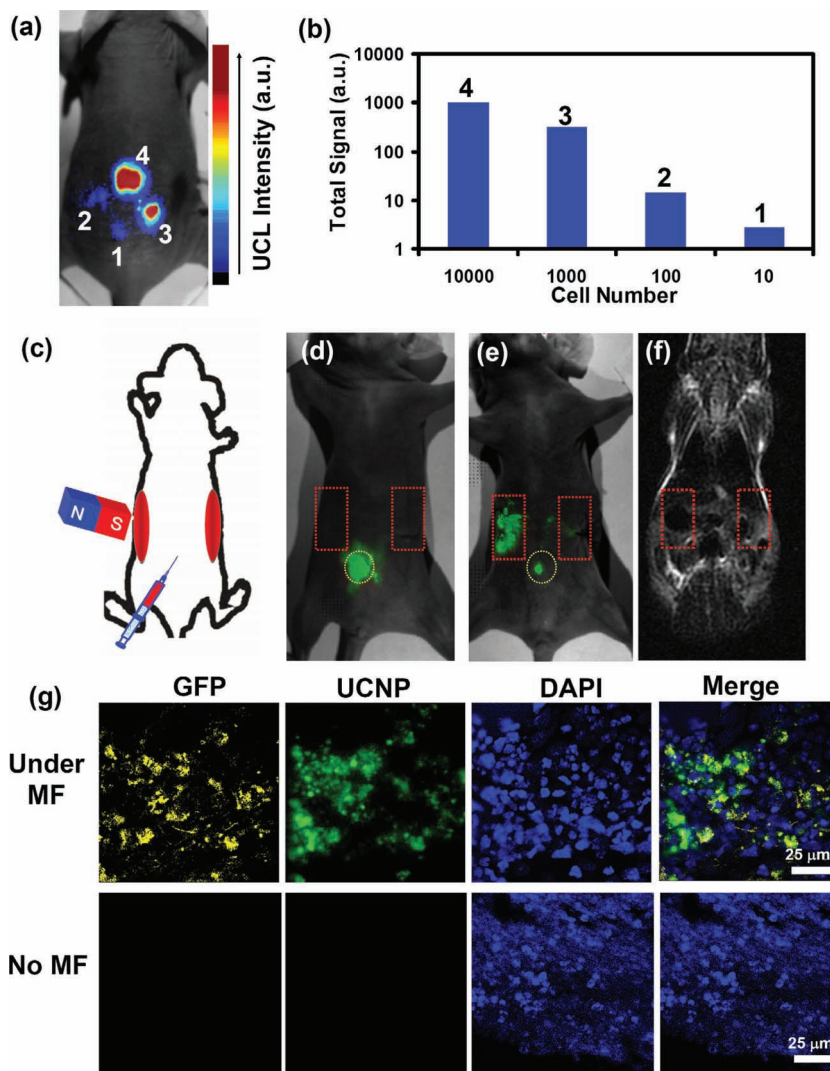 (a)
4
2
3
1
UCL Intensity (a.u.)
(b)
Total Signal (a.u.)
10000
1000
100
10
1
4
3
2
1
10000 1000 100 10
Cell Number
(c)
N S
(d)
(e)
(f)
(g)
GFP UCNP DAPI Merge
Under
MF
25 μm
No MF
25 μm